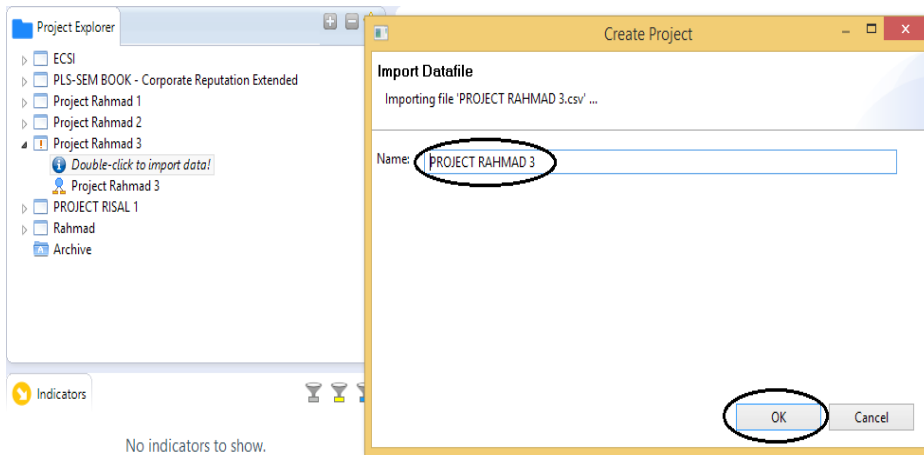 Project Explorer
ECSI
PLS-SEM BOOK - Corporate Reputation Extended
Project Rahmad 1
Project Rahmad 2
Project Rahmad 3
Double-click to import data!
Project Rahmad 3
PROJECT RISAL 1
Rahmad
Archive
Indicators
No indicators to show.
Create Project
Import Datafile
Importing file 'PROJECT RAHMAD 3.csv' ...
Name: PROJECT RAHMAD 3
OK Cancel